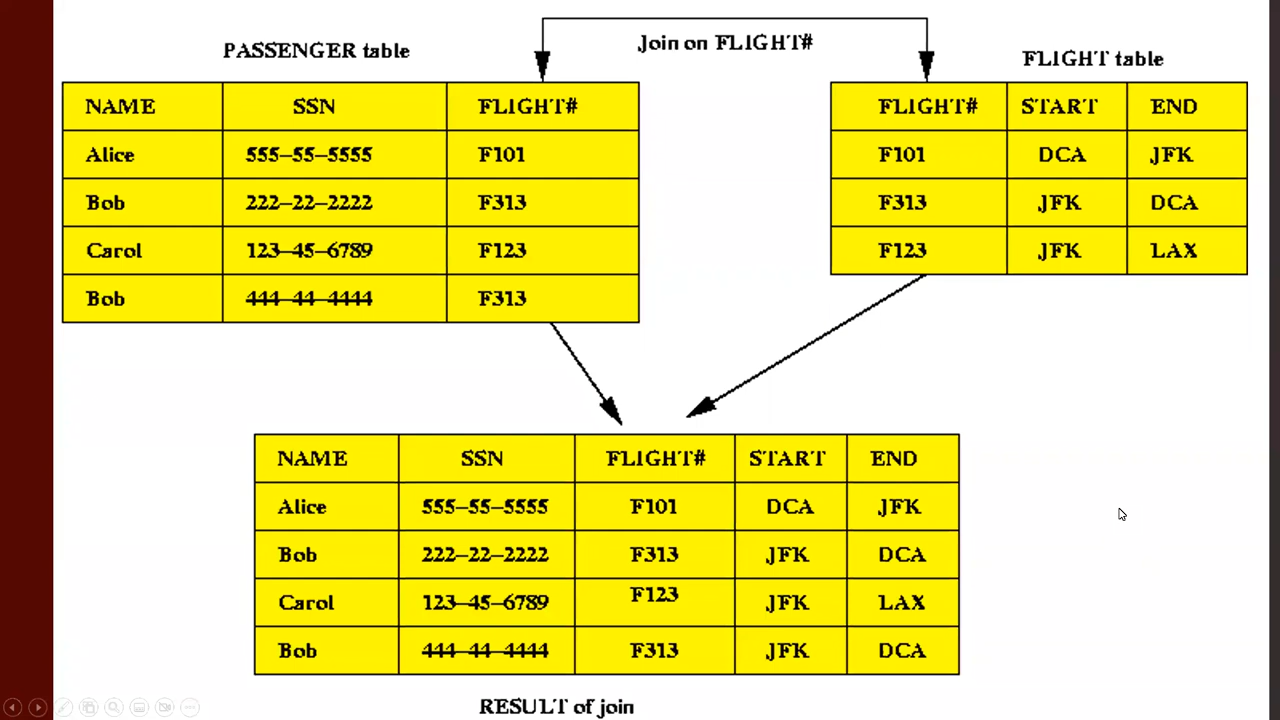 Join on FLIGHT#
PASSENGER table
NAME SSN FLIGHT#
Alice 555–55–5555 F101
Bob 222–22–2222 F313
Carol 123–45–6789 F123
Bob 444–44–4444 F313
FLIGHT table
FLIGHT# START END
F101 DCA JFK
F313 JFK DCA
F123 JFK LAX
NAME SSN FLIGHT# START END
Alice 555–55–5555 F101 DCA JFK
Bob 222–22–2222 F313 JFK DCA
Carol 123–45–6789 F123 JFK LAX
Bob 444–44–4444 F313 JFK DCA
RESULT of join